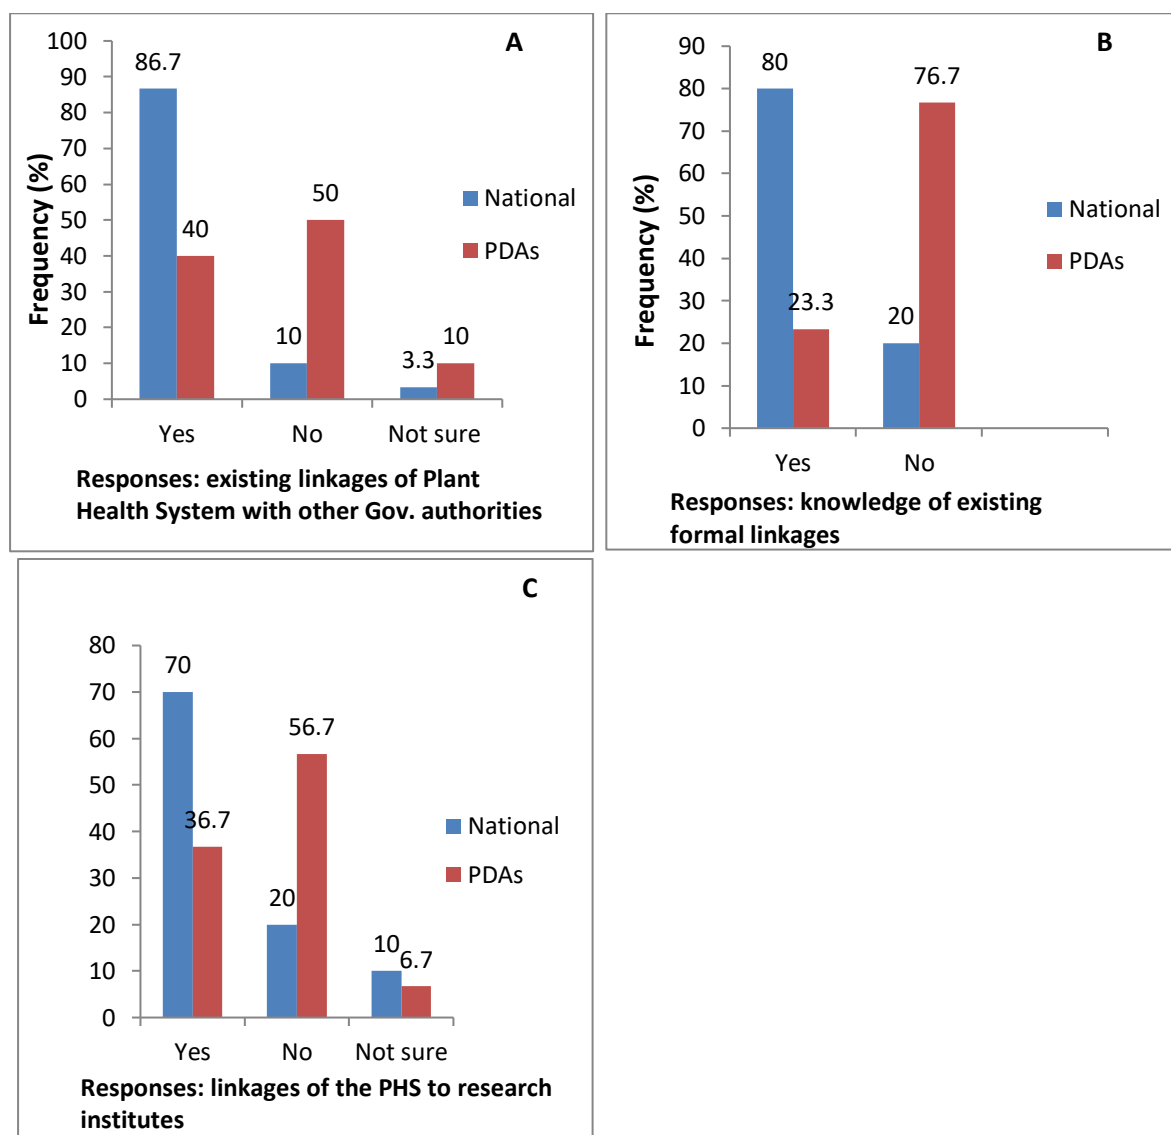 A
100
90
80
70
60
50
40
30
20
10
0
Frequency (%)
86.7
40
10
50
3.3
10
Yes No Not sure
National
PDAs
Responses: existing linkages of Plant
Health System with other Gov. authorities
B
90
80
70
60
50
40
30
20
10
0
Frequency (%)
80
23.3
20
76.7
Yes No
National
PDAs
Responses: knowledge of existing
formal linkages
C
80
70
60
50
40
30
20
10
0
70
36.7
20
56.7
10
6.7
Yes No Not sure
National
PDAs
Responses: linkages of the PHS to research
institutes